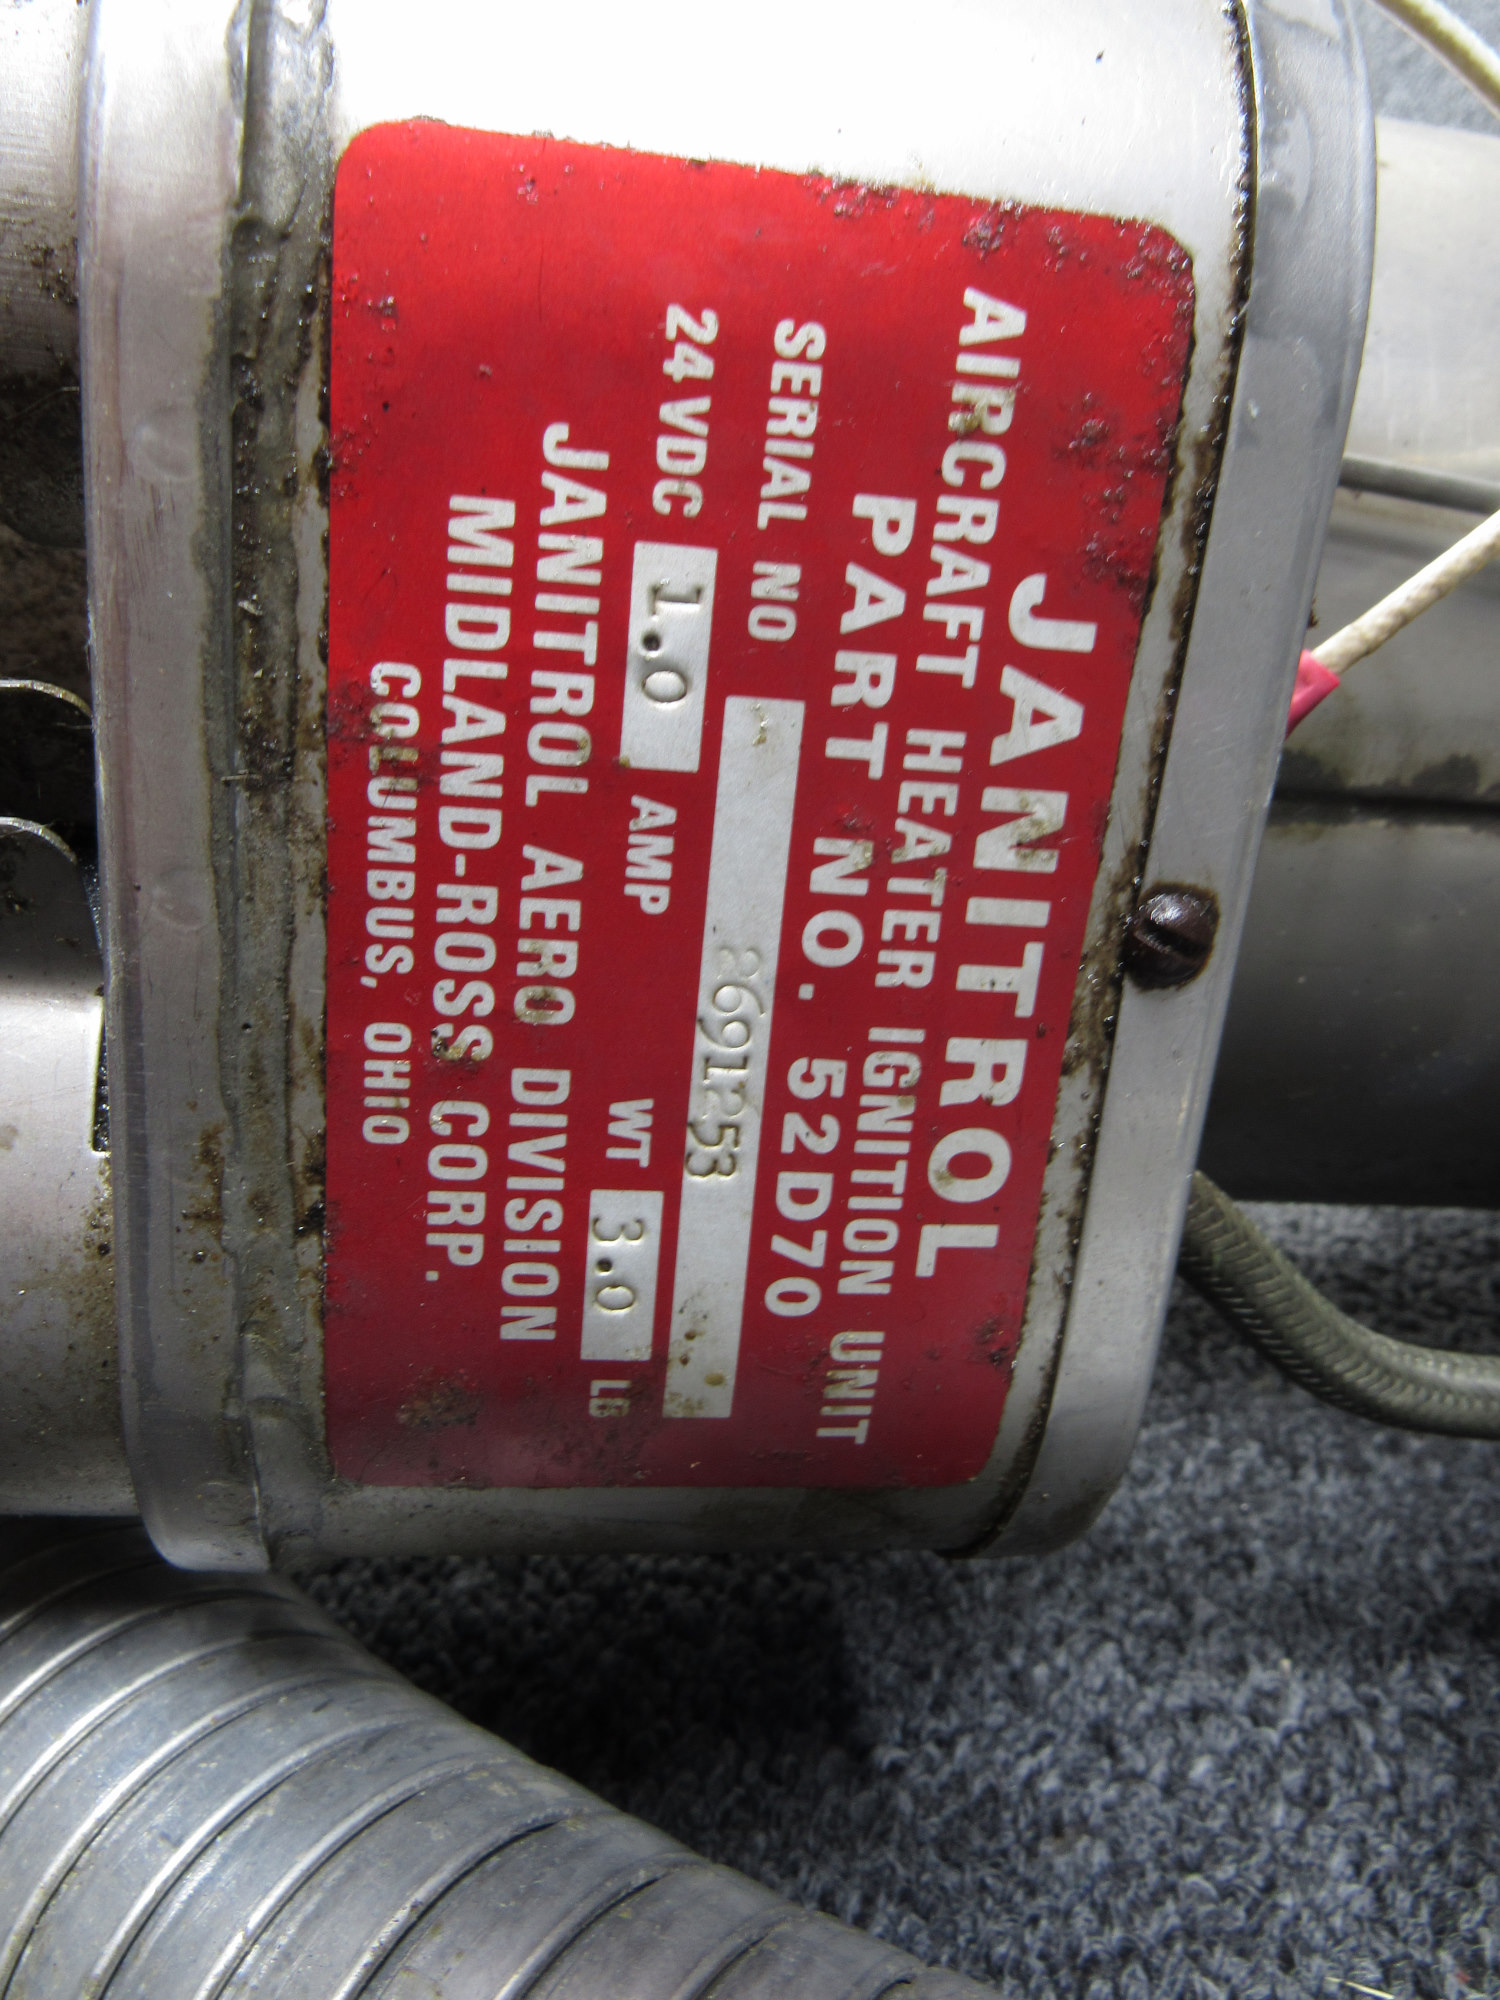 JANITROL
AIRCRAFT HEATER IGNITION UNIT
PART NO. 52D70
SERIAL NO 2691253
24 VDC 1.0 AMP WT 3.0 LB
JANITROL AERO DIVISION
MIDLAND-ROSS CORP.
COLUMBUS, OHIO